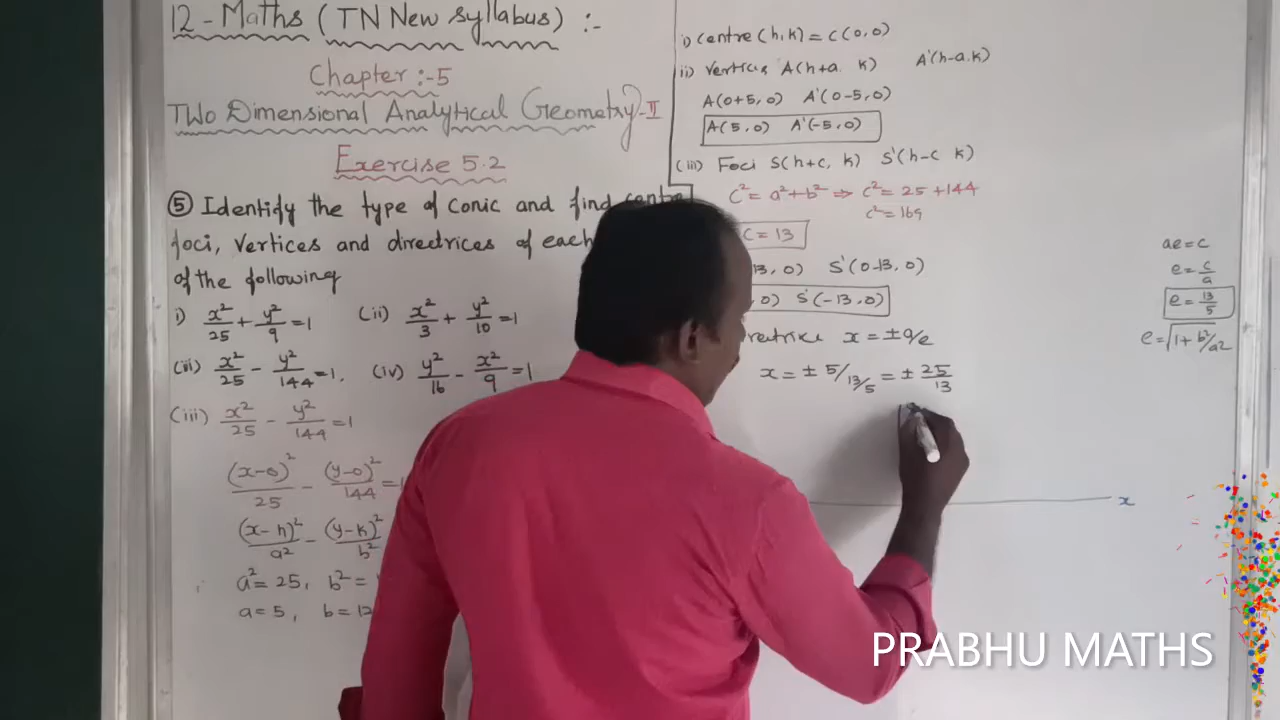 12 - Maths (TN New Syllabus) :-
Chapter :- 5
TWO Dimensional Analytical Geometry - II
Exercise 5.2
⑤ Identify the type of conic and find
foci, Vertices and directrices of each
of the following
i) x²/25 + y²/9 = 1 (ii) x²/3 + y²/10 = 1
(iii) x²/25 - y²/144 = 1. (iv) y²/16 - x²/9 = 1
(iii) x²/25 - y²/144 = 1
(x-0)²/25 - (y-0)²/144 =
(x-h)²/a² - (y-k)²/b²
a² = 25, b² =
a = 5, b = 12
i) Centre (h, k) = C(0, 0)
ii) Vertices A(h+a, k) A'(h-a, k)
A(0+5, 0) A'(0-5, 0)
A(5, 0) A'(-5, 0)
(iii) Foci S(h+c, k) S'(h-c k)
c² = a² + b² ⇒ c² = 25 + 144
c² = 169
C = 13
13, 0) S'(0-13, 0)
, 0) S'(-13, 0)
x = ± a/e
x = ± 5/13/5 = ± 25/13
x
ae = c
e = c/a
e = 13/5
e = √1 + b²/a²
PRABHU MATHS